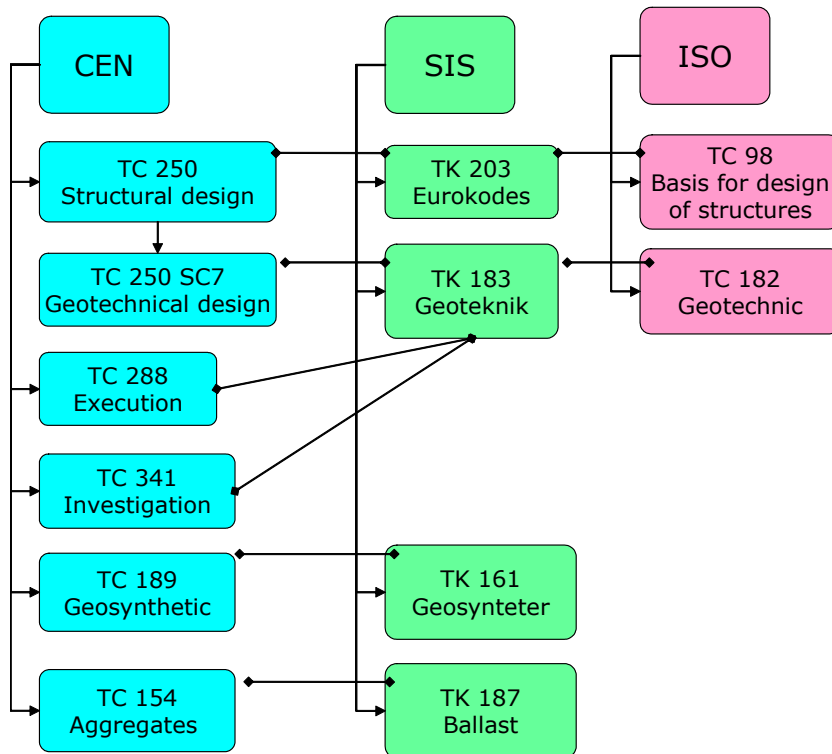 CEN
SIS
ISO
TC 250
Structural design
TK 203
Eurokodes
TC 98
Basis for design
of structures
TC 250 SC7
Geotechnical design
TK 183
Geoteknik
TC 182
Geotechnic
TC 288
Execution
TC 341
Investigation
TC 189
Geosynthetic
TK 161
Geosynteter
TC 154
Aggregates
TK 187
Ballast